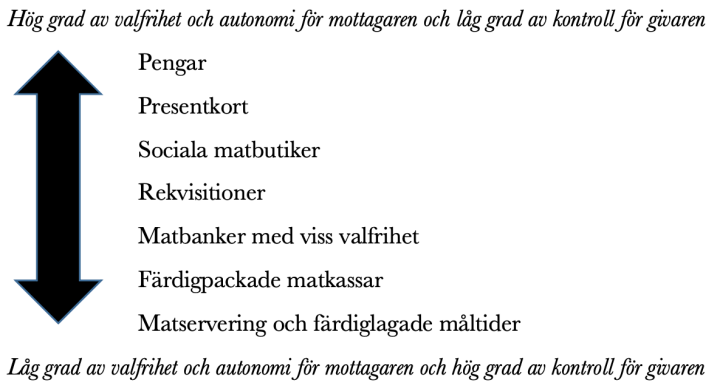 Hög grad av valfrihet och autonomi för mottagaren och låg grad av kontroll för givaren
Pengar
Presentkort
Sociala matbutiker
Rekvisitioner
Matbanker med viss valfrihet
Färdigpackade matkassar
Matservering och färdiglagade måltider
Låg grad av valfrihet och autonomi för mottagaren och hög grad av kontroll för givaren